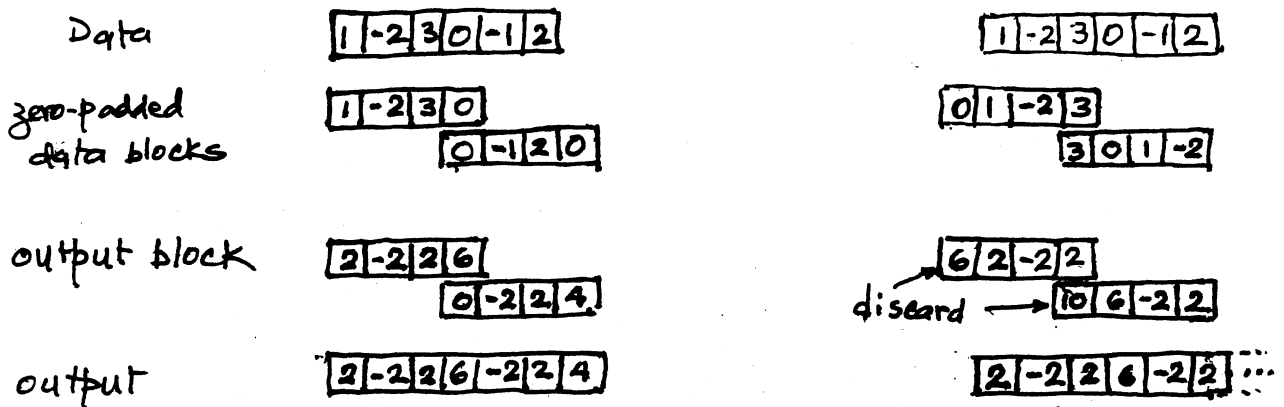 Data 1 -2 3 0 -1 2 1 -2 3 0 -1 2
zero-padded 1 -2 3 0 0 1 -2 3
data blocks 0 -1 2 0 3 0 1 -2
output block 2 -2 2 6 6 2 -2 2
0 -2 2 4 discard 10 6 -2 2
output 2 -2 2 6 -2 2 4 2 -2 2 6 -2 2 ...